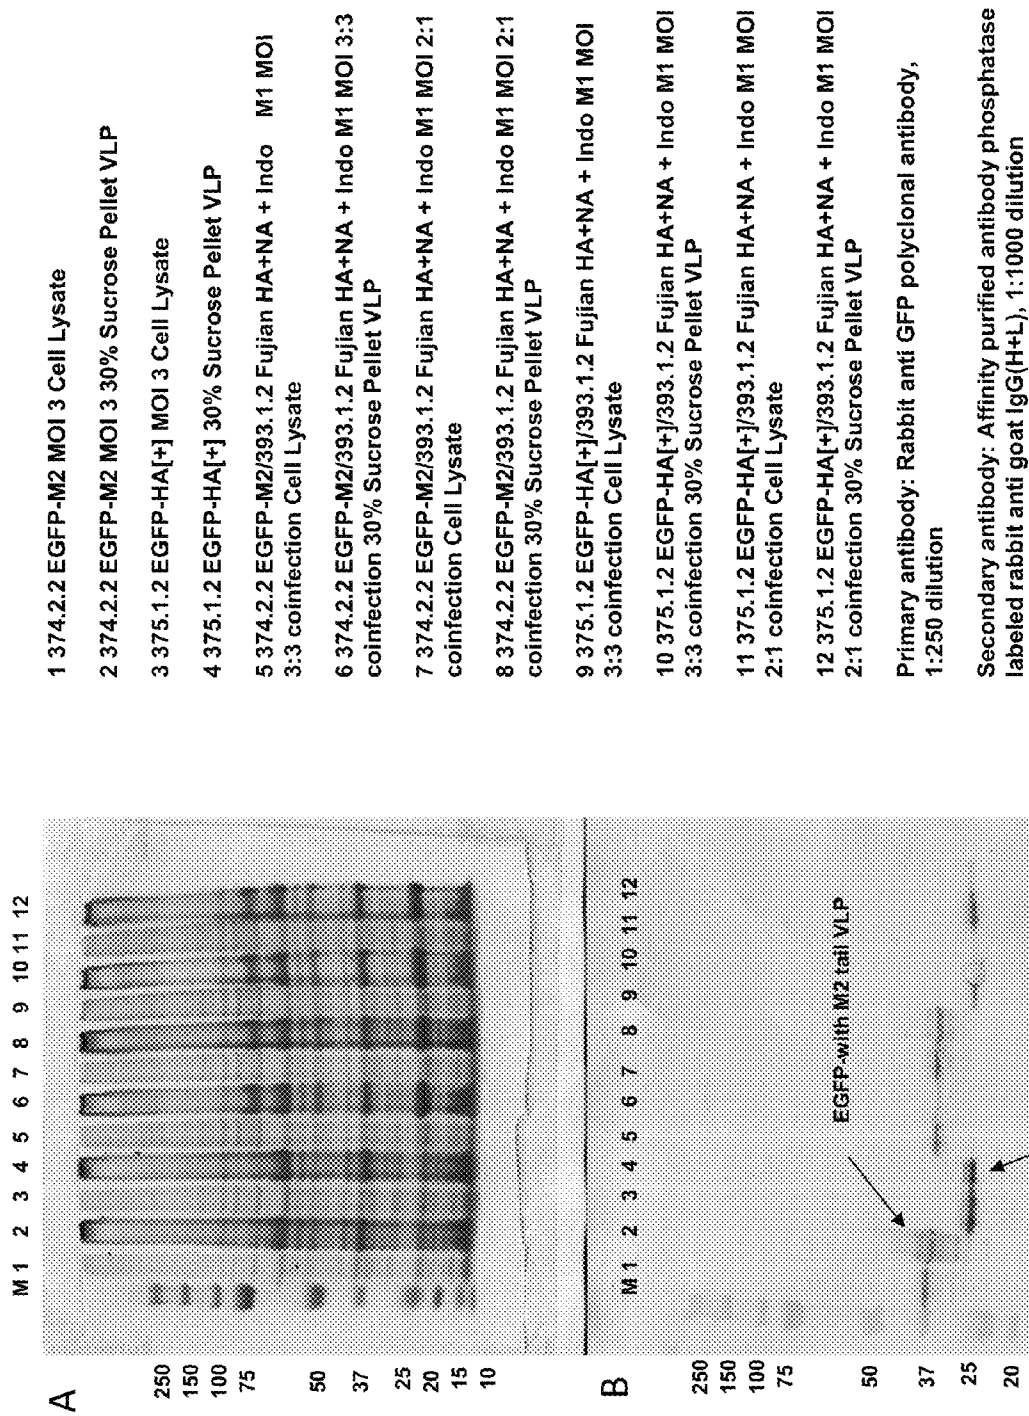 A
M 1 2 3 4 5 6 7 8 9 10 11 12
250
150
100
75
50
37
25
20
15
10
B
M 1 2 3 4 5 6 7 8 9 10 11 12
250
150
100
75
50
37
25
20
EGFP-with M2 tail VLP
1 374.2.2 EGFP-M2 MOI 3 Cell Lysate
2 374.2.2 EGFP-M2 MOI 3 30% Sucrose Pellet VLP
3 375.1.2 EGFP-HA[+] MOI 3 Cell Lysate
4 375.1.2 EGFP-HA[+] 30% Sucrose Pellet VLP
5 374.2.2 EGFP-M2/393.1.2 Fujian HA+NA + Indo M1 MOI
3:3 coinfection Cell Lysate
6 374.2.2 EGFP-M2/393.1.2 Fujian HA+NA + Indo M1 MOI 3:3
coinfection 30% Sucrose Pellet VLP
7 374.2.2 EGFP-M2/393.1.2 Fujian HA+NA + Indo M1 MOI 2:1
coinfection Cell Lysate
8 374.2.2 EGFP-M2/393.1.2 Fujian HA+NA + Indo M1 MOI 2:1
coinfection 30% Sucrose Pellet VLP
9 375.1.2 EGFP-HA[+]/393.1.2 Fujian HA+NA + Indo M1 MOI
3:3 coinfection Cell Lysate
10 375.1.2 EGFP-HA[+]/393.1.2 Fujian HA+NA + Indo M1 MOI
3:3 coinfection 30% Sucrose Pellet VLP
11 375.1.2 EGFP-HA[+]/393.1.2 Fujian HA+NA + Indo M1 MOI
2:1 coinfection Cell Lysate
12 375.1.2 EGFP-HA[+]/393.1.2 Fujian HA+NA + Indo M1 MOI
2:1 coinfection 30% Sucrose Pellet VLP
Primary antibody: Rabbit anti GFP polyclonal antibody,
1:250 dilution
Secondary antibody: Affinity purified antibody phosphatase
labeled rabbit anti goat IgG(H+L), 1:1000 dilution